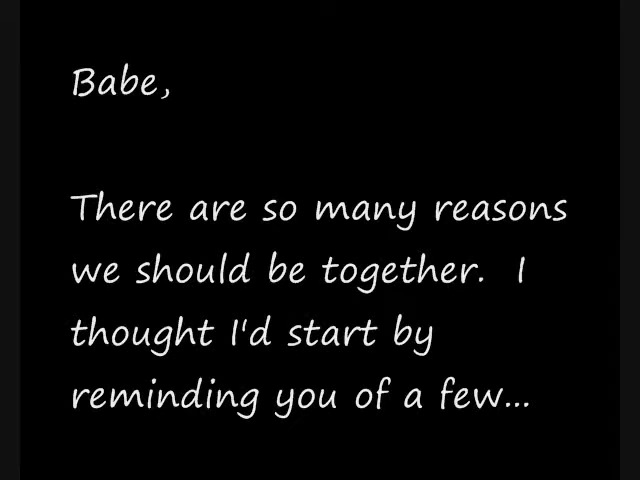 Babe,
There are so many reasons
we should be together.  I
thought I'd start by
reminding you of a few...